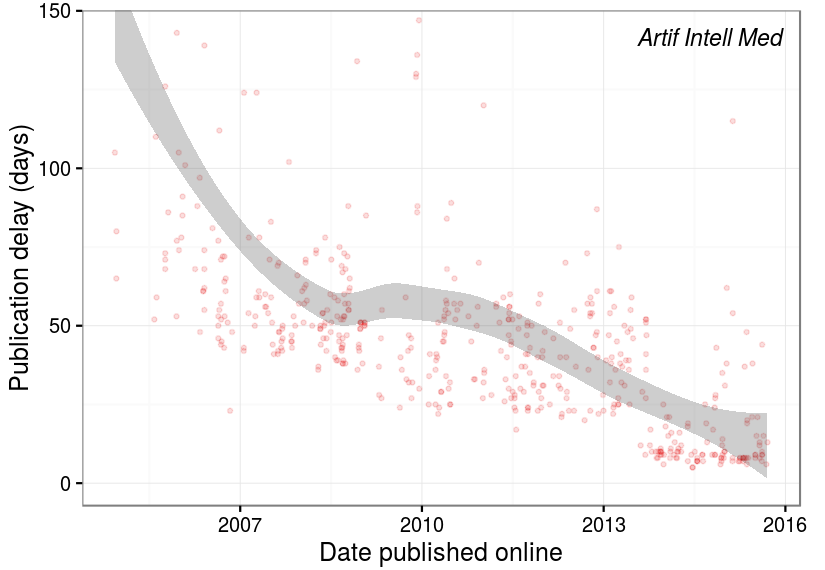 Artif Intell Med
Publication delay (days)
150
100
50
0
2007 2010 2013 2016
Date published online